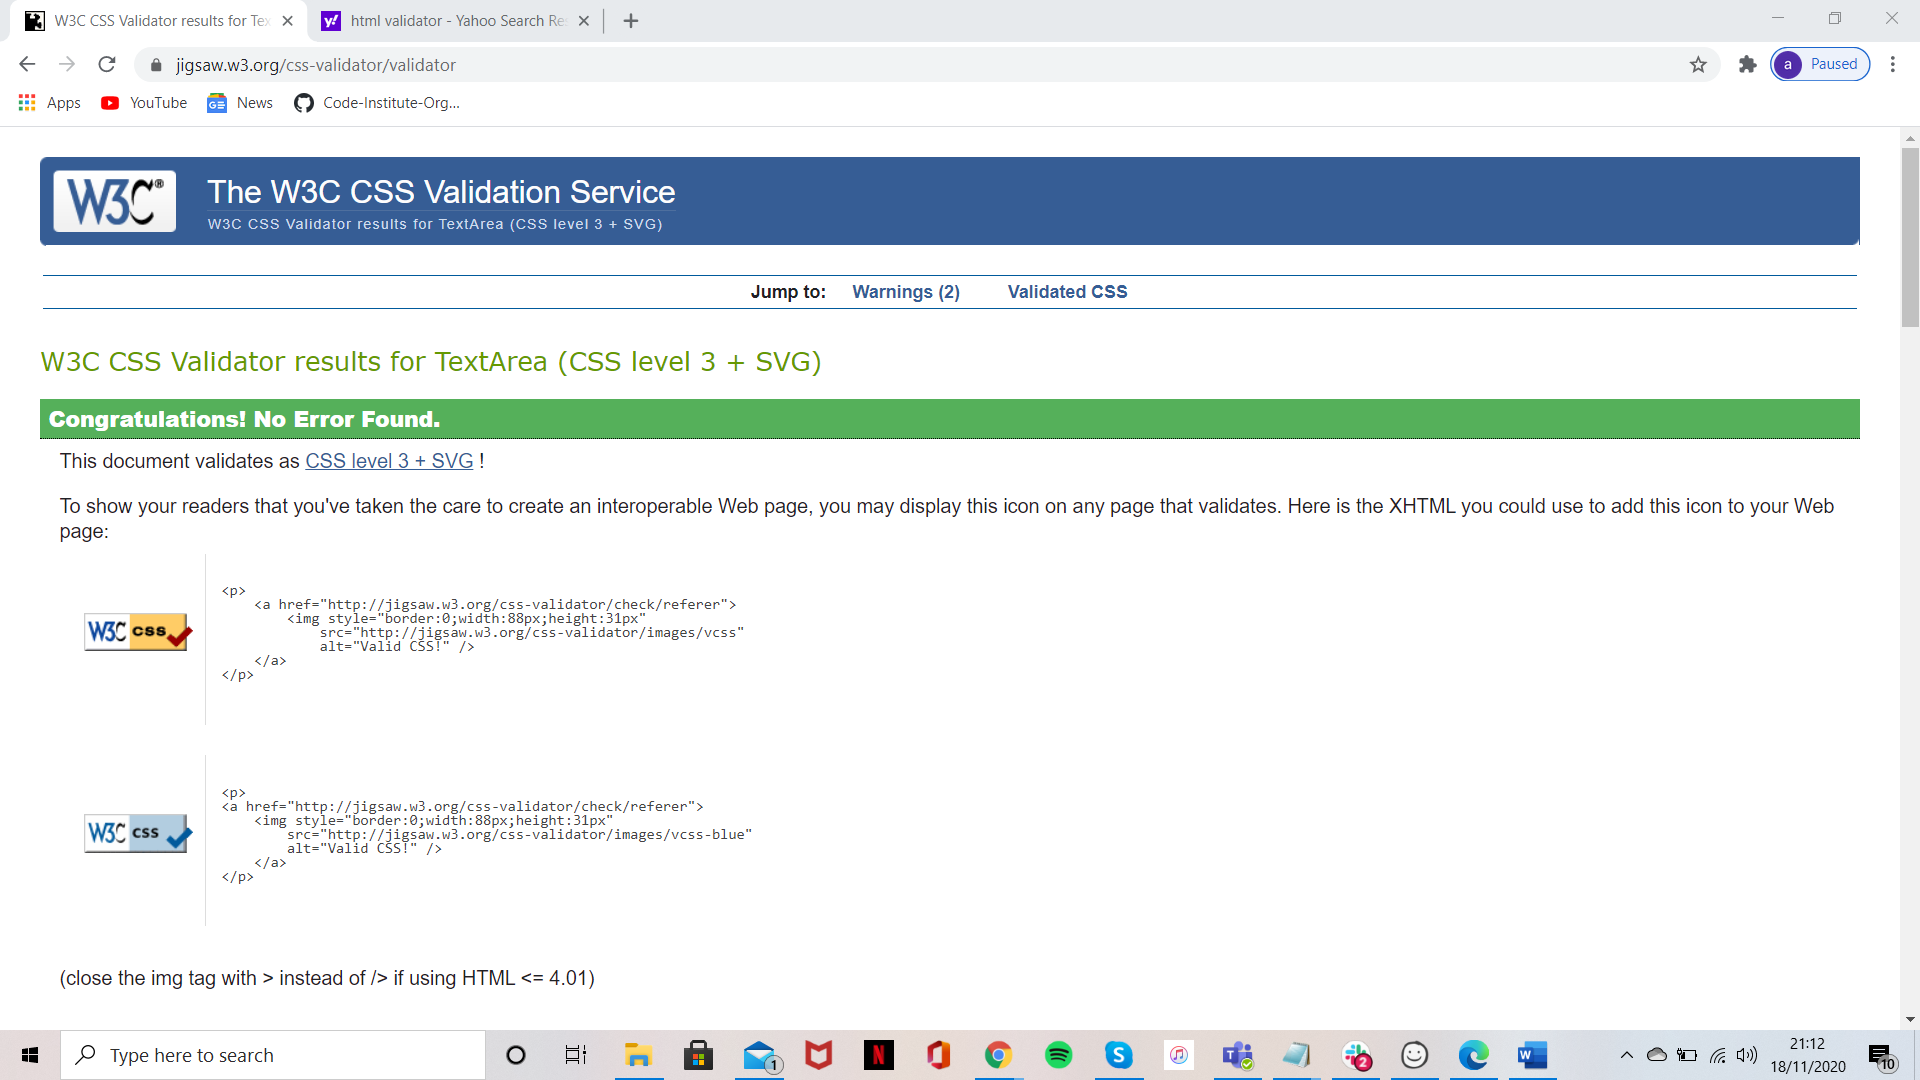 W3C CSS Validator results for Tex
html validator - Yahoo Search Re
jigsaw.w3.org/css-validator/validator
a Paused
Apps YouTube News Code-Institute-Org...
W3C®
The W3C CSS Validation Service
W3C CSS Validator results for TextArea (CSS level 3 + SVG)
Jump to: Warnings (2) Validated CSS
W3C CSS Validator results for TextArea (CSS level 3 + SVG)
Congratulations! No Error Found.
This document validates as CSS level 3 + SVG !
To show your readers that you've taken the care to create an interoperable Web page, you may display this icon on any page that validates. Here is the XHTML you could use to add this icon to your Web
page:
W3C css
<p>
    <a href="http://jigsaw.w3.org/css-validator/check/referer">
        <img style="border:0;width:88px;height:31px"
            src="http://jigsaw.w3.org/css-validator/images/vcss"
            alt="Valid CSS!" />
    </a>
</p>
W3C css
<p>
<a href="http://jigsaw.w3.org/css-validator/check/referer">
    <img style="border:0;width:88px;height:31px"
        src="http://jigsaw.w3.org/css-validator/images/vcss-blue"
        alt="Valid CSS!" />
    </a>
</p>
(close the img tag with > instead of /> if using HTML <= 4.01)
Type here to search
1
2
21:12
18/11/2020
10